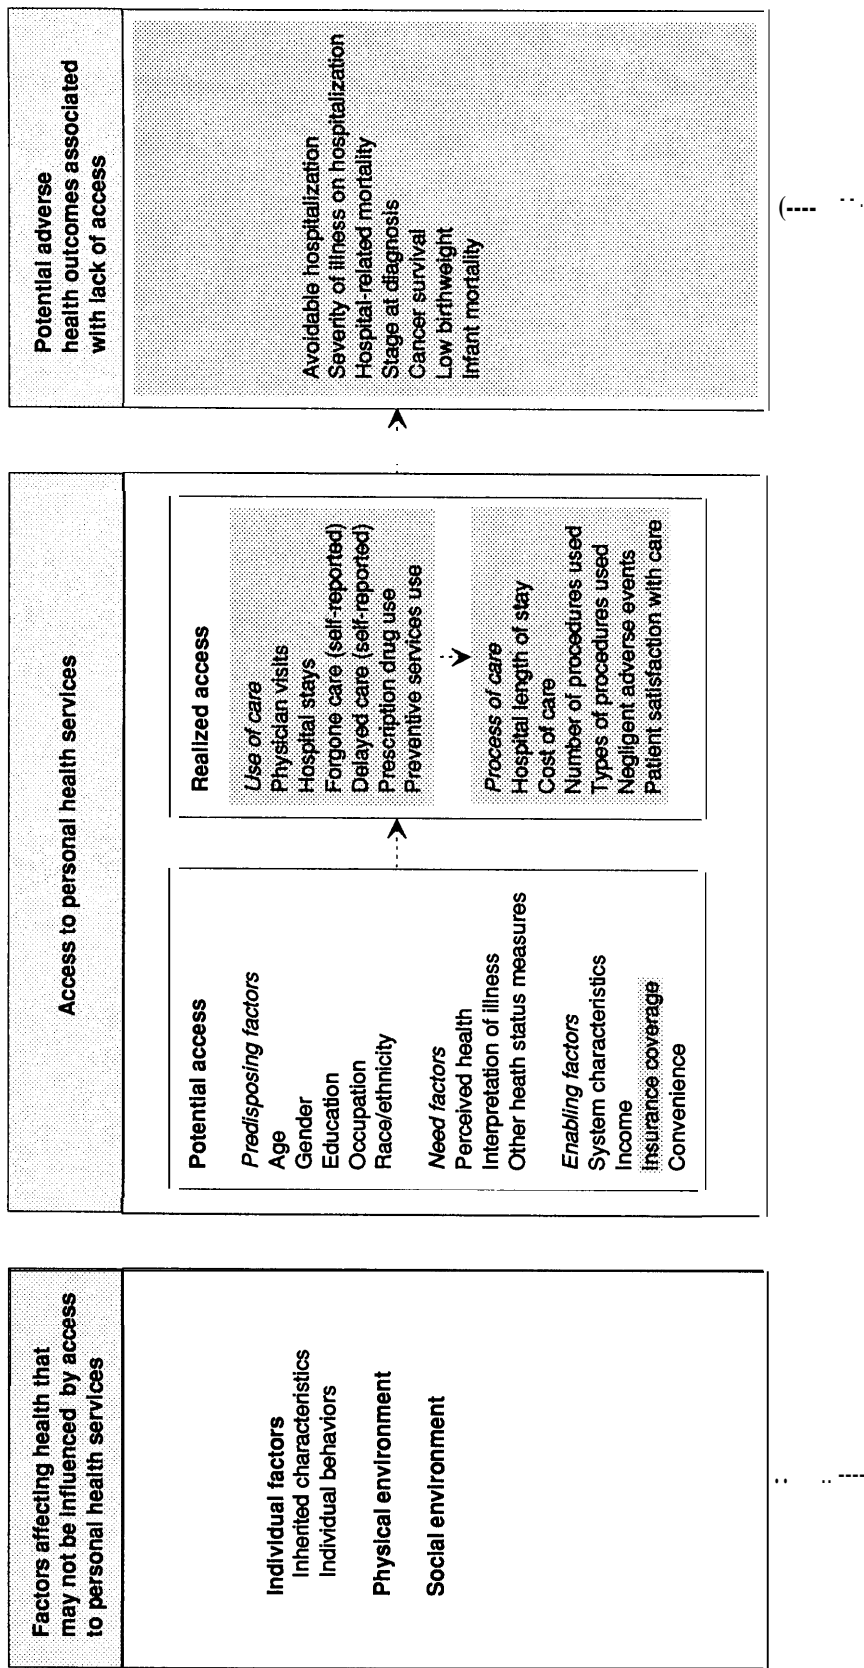 Factors affecting health that
may not be influenced by access
to personal health services
Individual factors
Inherited characteristics
Individual behaviors
Physical environment
Social environment
Access to personal health services
Potential access
Predisposing factors
Age
Gender
Education
Occupation
Race/ethnicity
Need factors
Perceived health
Interpretation of illness
Other heath status measures
Enabling factors
System characteristics
Income
Insurance coverage
Convenience
Realized access
Use of care
Physician visits
Hospital stays
Forgone care (self-reported)
Delayed care (self-reported)
Prescription drug use
Preventive services use
Process of care
Hospital length of stay
Cost of care
Number of procedures used
Types of procedures used
Negligent adverse events
Patient satisfaction with care
Potential adverse
health outcomes associated
with lack of access
Avoidable hospitalization
Severity of illness on hospitalization
Hospital-related mortality
Stage at diagnosis
Cancer survival
Low birthweight
Infant mortality